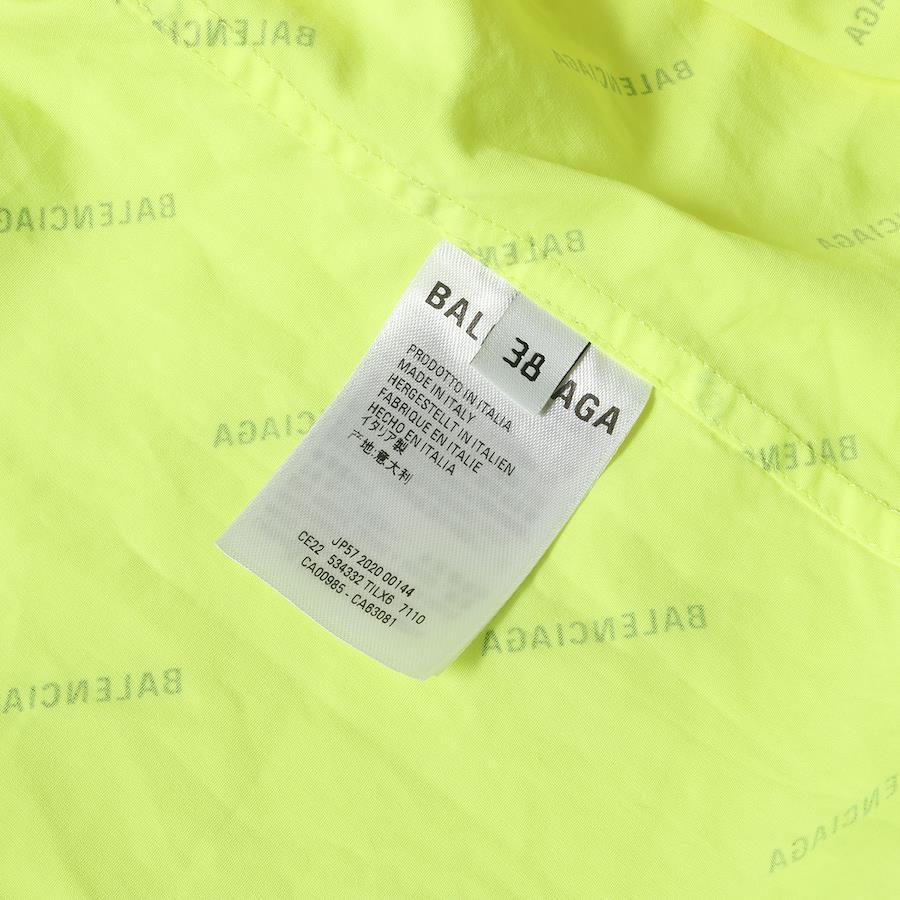 BALENCIAGA
BALENCIAGA
BALENCIAGA
BALENCIAGA
BAL AGA
38
PRODOTTO IN ITALIA
MADE IN ITALY
HERGESTELLT IN ITALIEN
FABRIQUE EN ITALIE
HECHO EN ITALIA
イタリア製
产地:意大利
JP57 2020 00144
CE22 534332 TILX6 7110
CA00985 - CA63081
BALENCIAGA
BALENCIAGA
BALENCIAGA